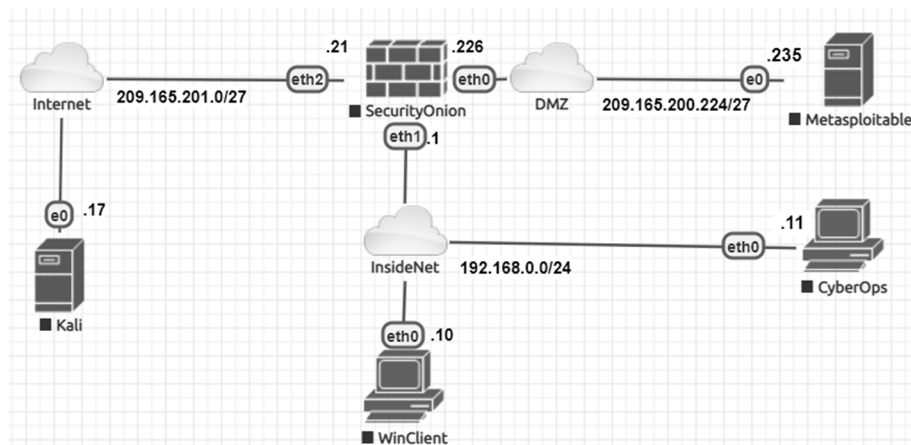 .21
.226
.235
eth2
eth0
e0
Internet
209.165.201.0/27
SecurityOnion
DMZ
209.165.200.224/27
Metasploitable
eth1
.1
e0
.17
.11
eth0
InsideNet
192.168.0.0/24
CyberOps
Kali
eth0
.10
WinClient